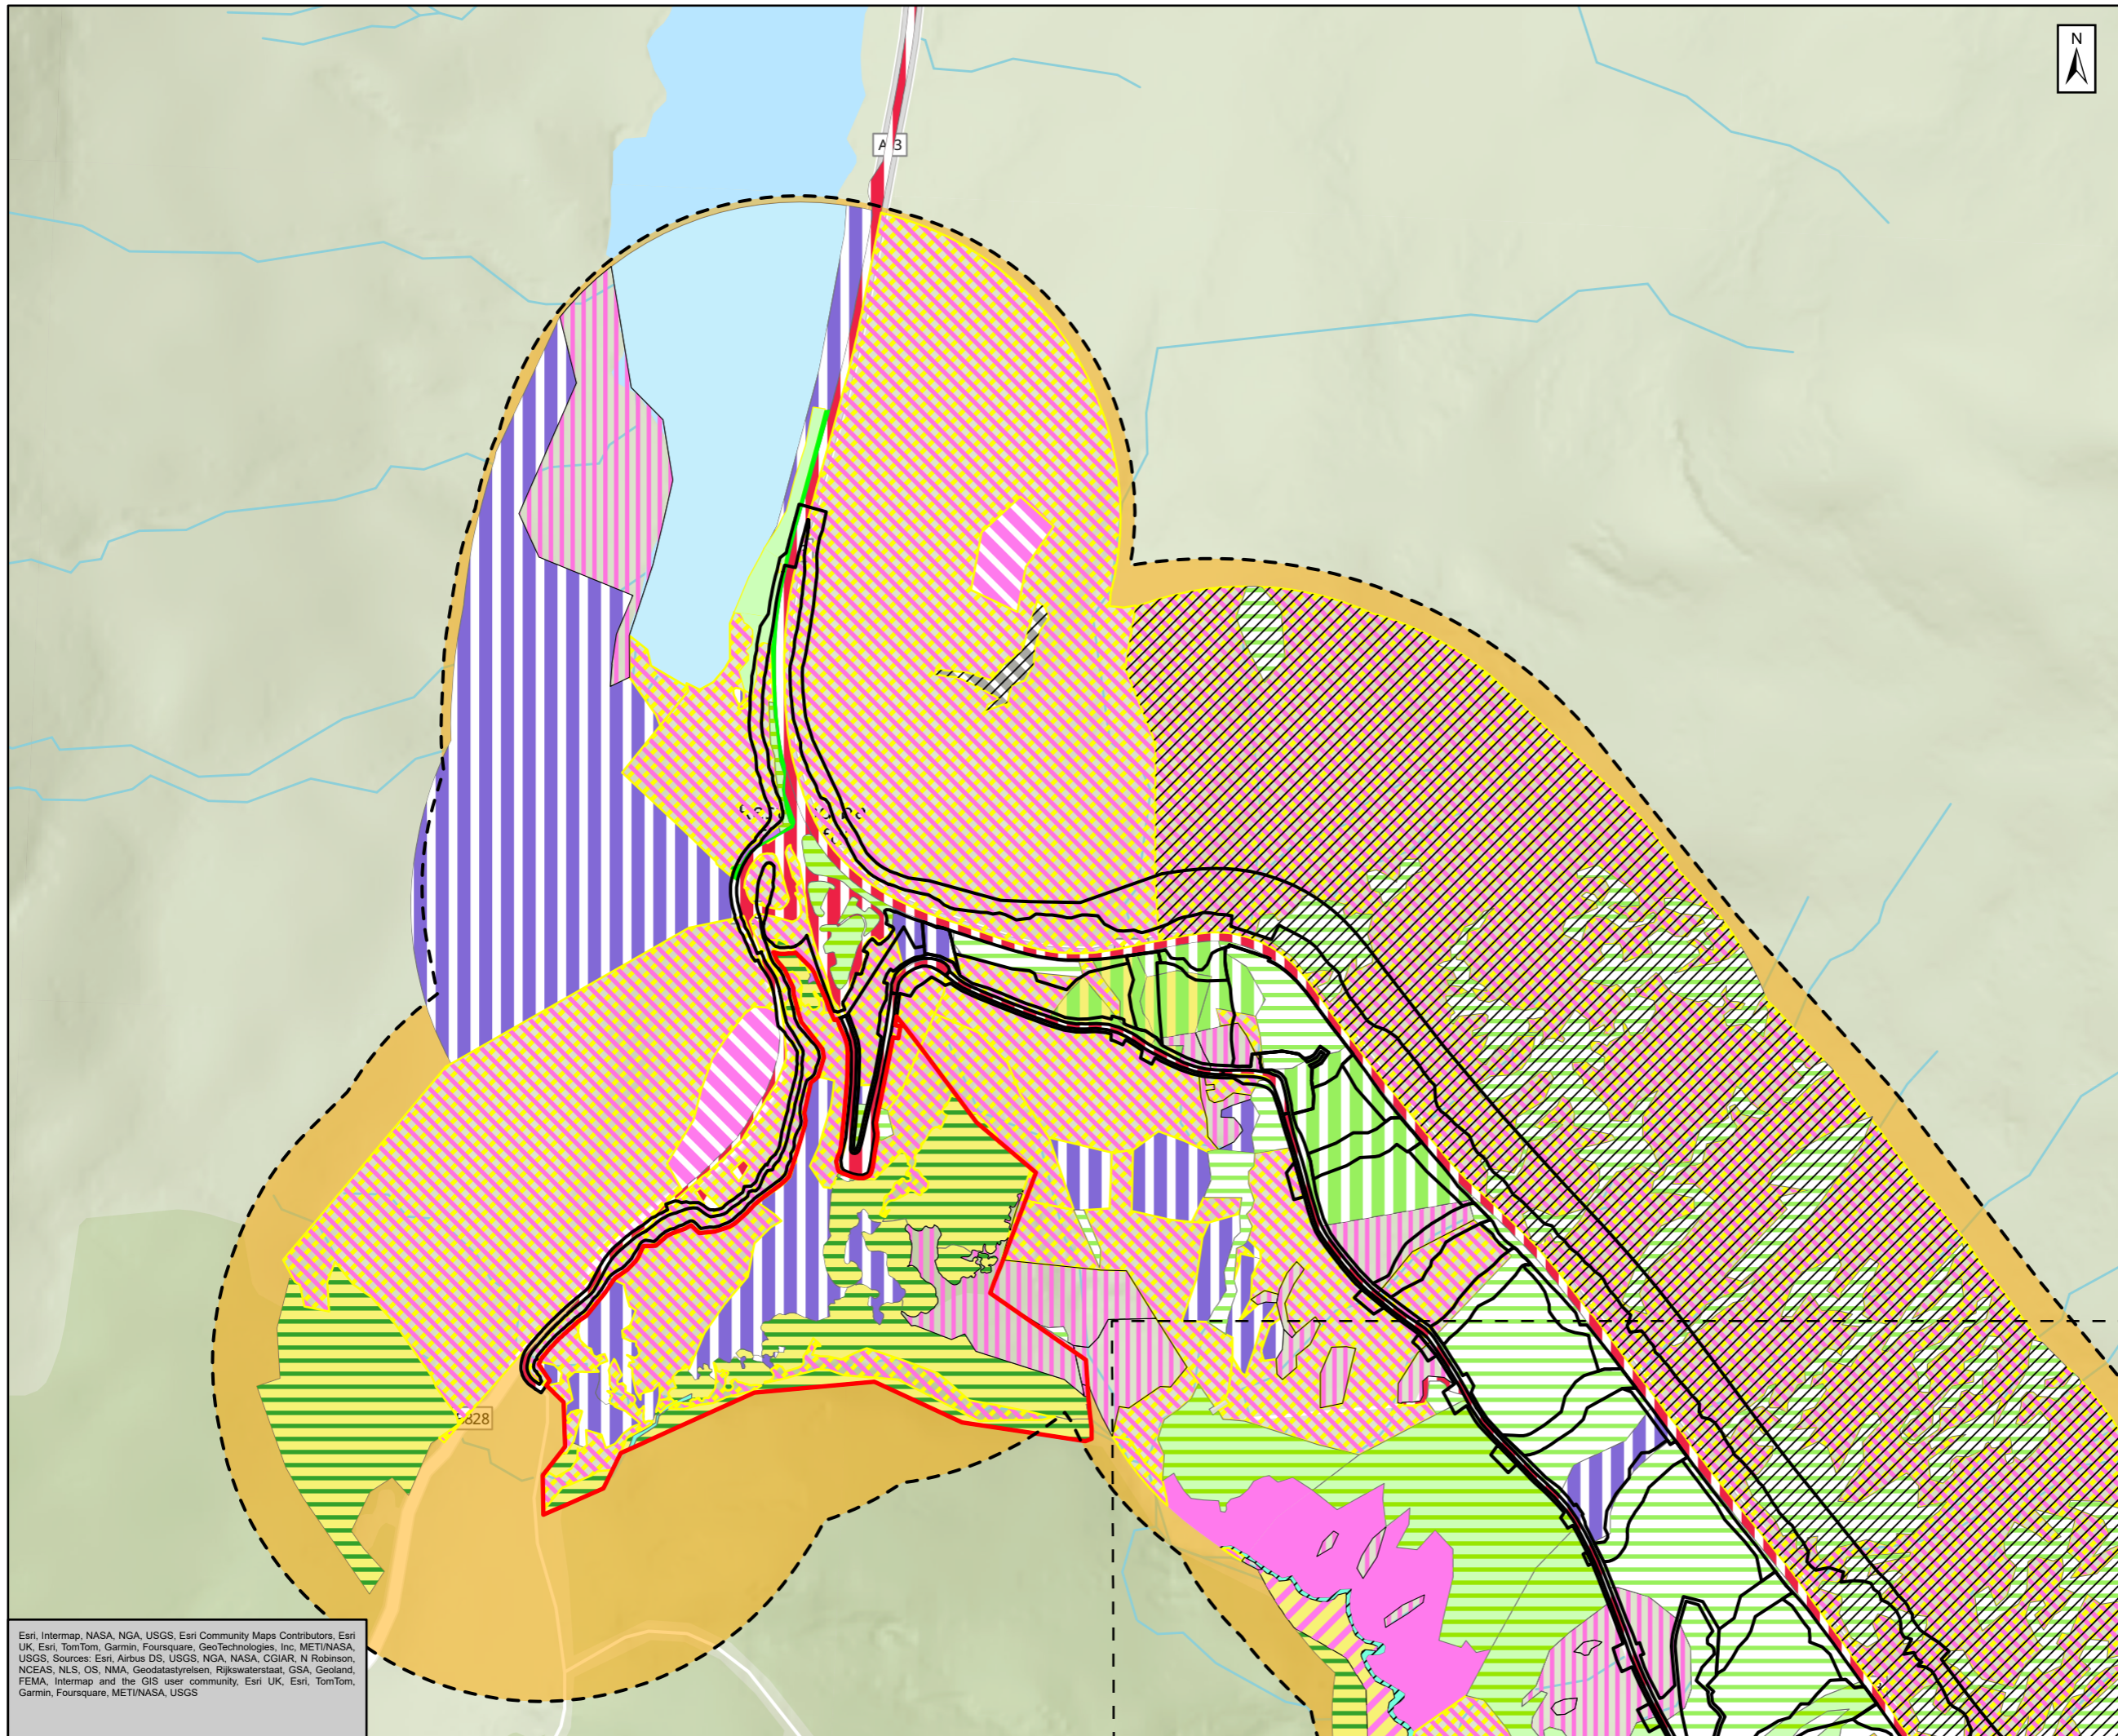 N
Esri, Intermap, NASA, NGA, USGS, Esri Community Maps Contributors, Esri
UK, Esri, TomTom, Garmin, Foursquare, GeoTechnologies, Inc, METI/NASA,
USGS, Sources: Esri, Airbus DS, USGS, NGA, NASA, CGIAR, N Robinson,
NCEAS, NLS, OS, NMA, Geodatastyrelsen, Rijkswaterstaat, GSA, Geoland,
FEMA, Intermap and the GIS user community, Esri UK, Esri, TomTom,
Garmin, Foursquare, METI/NASA, USGS